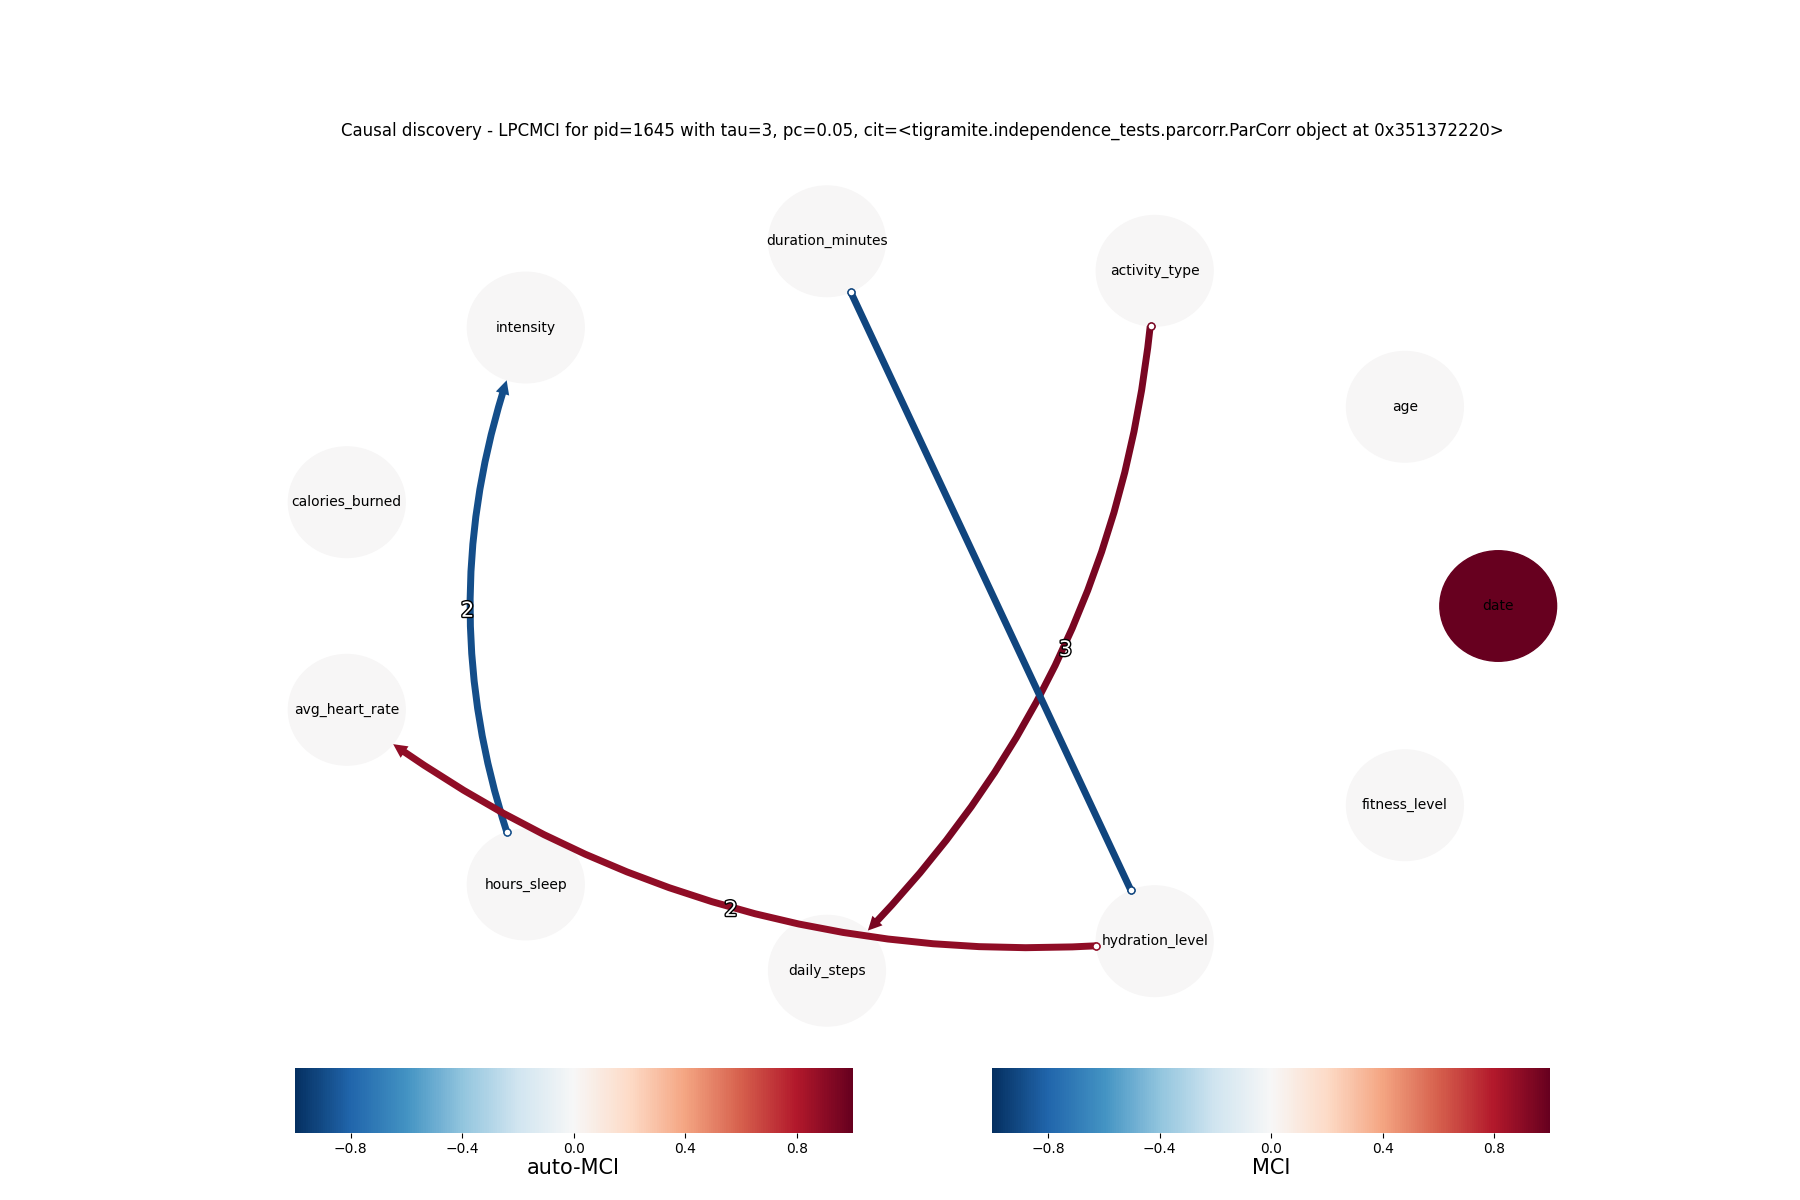 Causal discovery - LPCMCI for pid=1645 with tau=3, pc=0.05, cit=<tigramite.independence_tests.parcorr.ParCorr object at 0x351372220>
duration_minutes
activity_type
intensity
age
calories_burned
date
2
3
avg_heart_rate
fitness_level
hours_sleep
2
hydration_level
daily_steps
−0.8 −0.4 0.0 0.4 0.8
auto-MCI
−0.8 −0.4 0.0 0.4 0.8
MCI